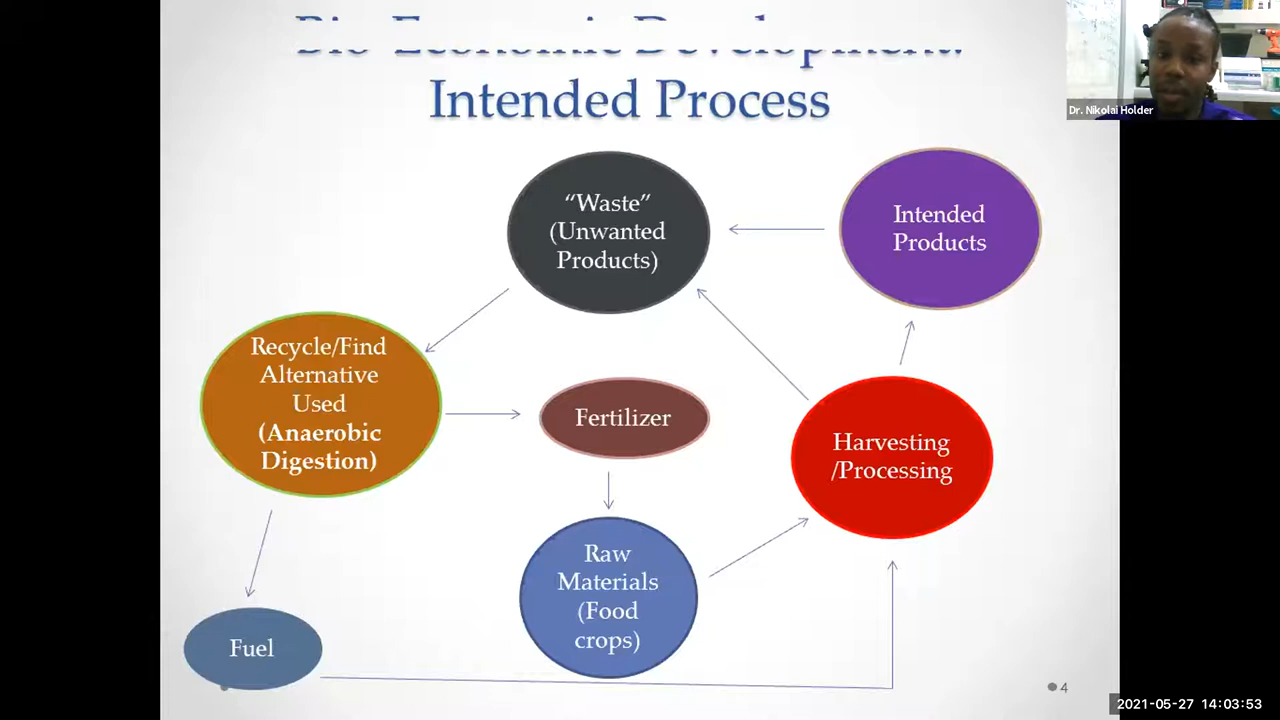 Bio-Economic Development:
Intended Process
Dr. Nikolai Holder
“Waste”
(Unwanted
Products)
Intended
Products
Recycle/Find
Alternative
Used
(Anaerobic
Digestion)
Fertilizer
Harvesting
/Processing
Raw
Materials
(Food
crops)
Fuel
4
2021-05-27 14:03:53